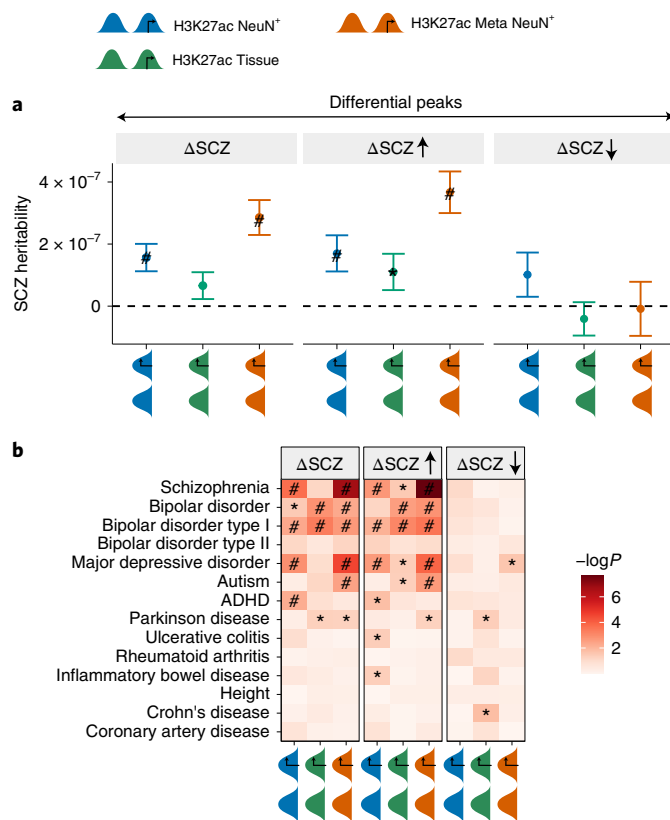 H3K27ac NeuN⁺ H3K27ac Meta NeuN⁺
H3K27ac Tissue
a
Differential peaks
ΔSCZ ΔSCZ ↑ ΔSCZ ↓
SCZ heritability
4 × 10⁻⁷
2 × 10⁻⁷
0
# # # * #
b
ΔSCZ ΔSCZ ↑ ΔSCZ ↓
Schizophrenia # # # * #
Bipolar disorder * # # # #
Bipolar disorder type I # # # # # #
Bipolar disorder type II
Major depressive disorder # # # * # *
Autism # * #
ADHD # *
Parkinson disease * * * *
Ulcerative colitis *
Rheumatoid arthritis
Inflammatory bowel disease *
Height
Crohn's disease *
Coronary artery disease
−logP
6
4
2